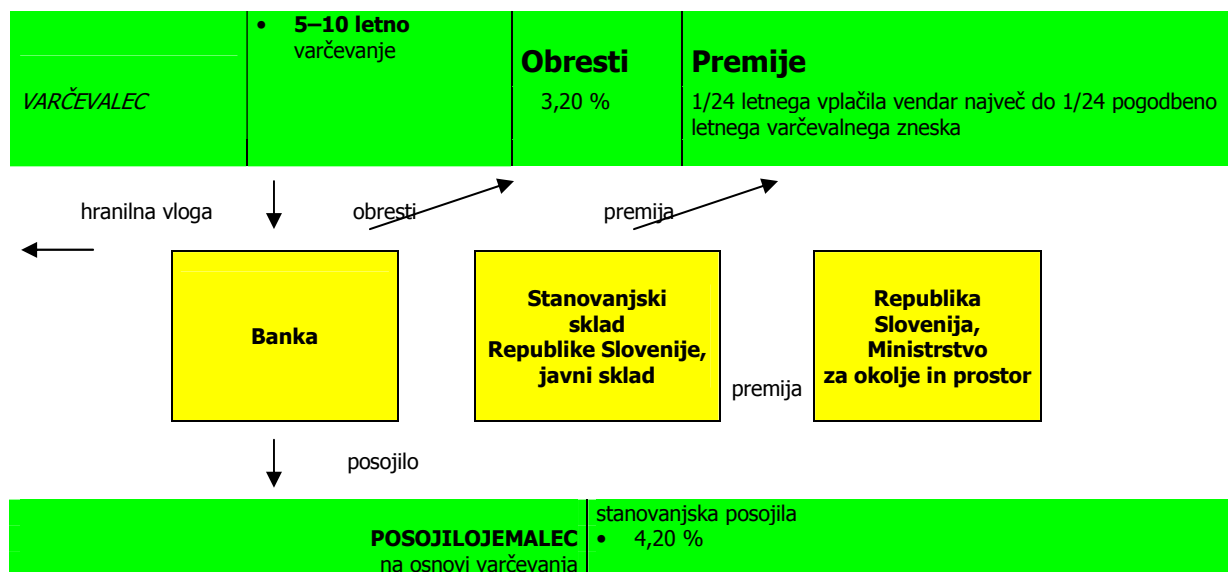 VARČEVALEC
• 5–10 letno
varčevanje
Obresti
3,20 %
Premije
1/24 letnega vplačila vendar največ do 1/24 pogodbeno
letnega varčevalnega zneska
hranilna vloga
obresti
premija
Banka
Stanovanjski
sklad
Republike Slovenije,
javni sklad
premija
Republika
Slovenija,
Ministrstvo
za okolje in prostor
posojilo
POSOJILOJEMALEC
na osnovi varčevanja
stanovanjska posojila
• 4,20 %